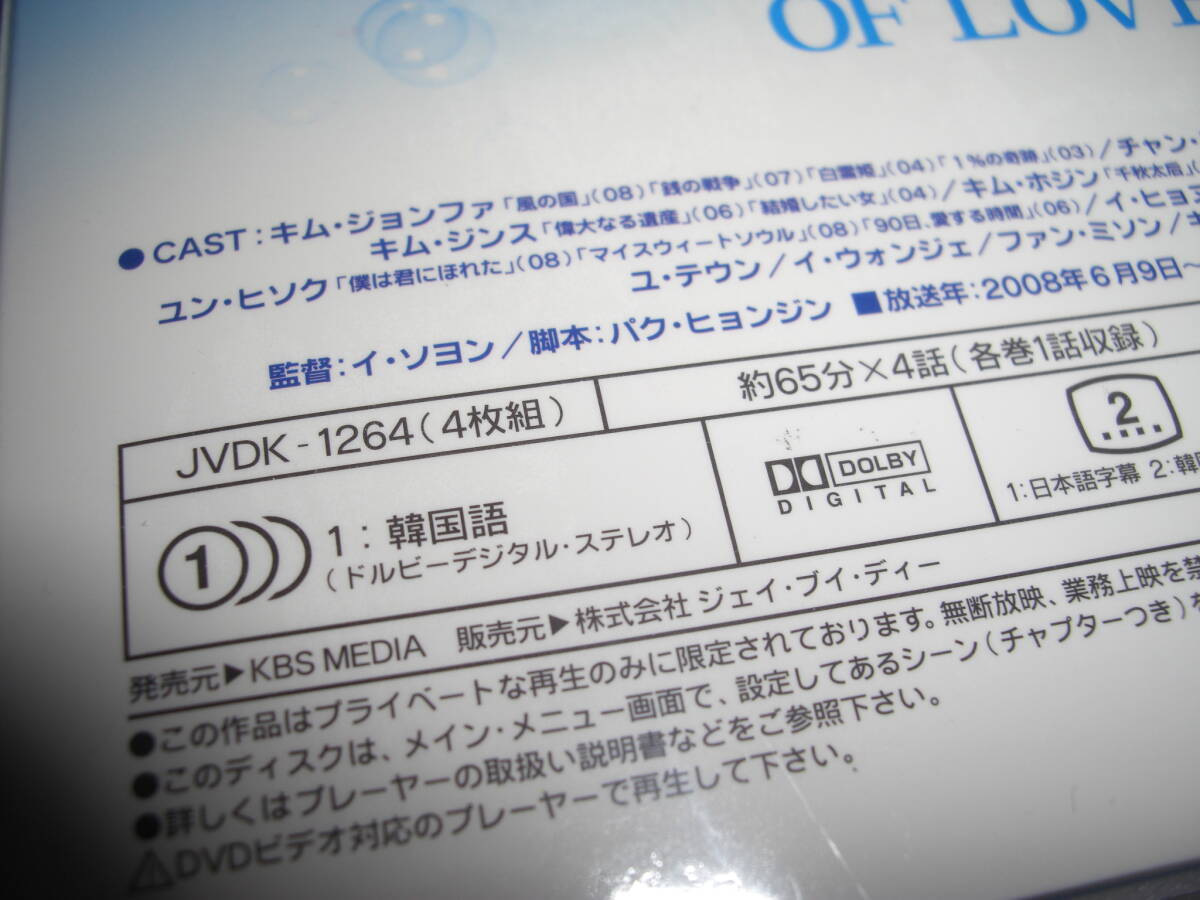 OF LOV
●CAST：キム・ジョンファ「風の国」(08)「銭の戦争」(07)「白雪姫」(04)「1%の奇跡」(03)/チャン・
キム・ジンス「偉大なる遺産」(06)「結婚したい女」(04)/キム・ホジン「千秋太后」(
ユン・ヒソク「僕は君にほれた」(08)「マイスウィートソウル」(08)「90日、愛する時間」(06)/イ・ヒョ
ユ・テウン/イ・ウォンジェ/ファン・ミソン/
監督：イ・ソヨン/脚本：パク・ヒョンジン ■放送年：2008年6月9日～
JVDK-1264(4枚組)
約65分×4話(各巻1話収録)
1
1：韓国語
(ドルビーデジタル・ステレオ)
DOLBY
DIGITAL
2
1：日本語字幕 2：韓
発売元▶KBS MEDIA 販売元▶株式会社 ジェイ・ブイ・ディー
●この作品はプライベートな再生のみに限定されております。無断放映、業務上映を禁
●このディスクは、メイン・メニュー画面で、設定してあるシーン(チャプターつき)を
●詳しくはプレーヤーの取扱い説明書などをご参照下さい。
⚠DVDビデオ対応のプレーヤーで再生して下さい。